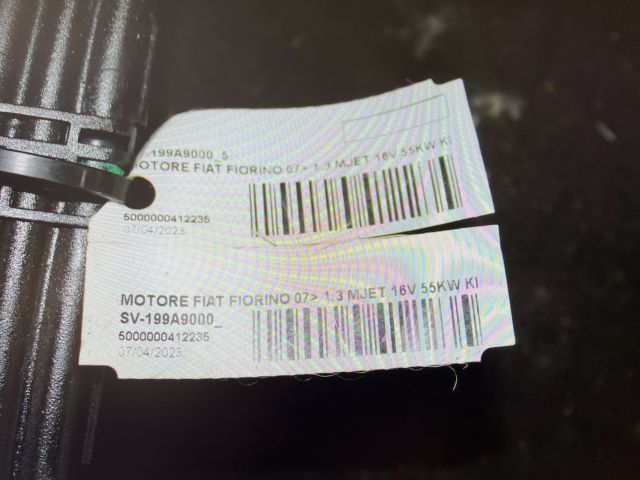 -199A9000_5
MOTORE FIAT FIORINO 07> 1.3 MJET 16V 55KW KI
5000000412235
07/04/2023
MOTORE FIAT FIORINO 07> 1.3 MJET 16V 55KW KI
SV-199A9000_
5000000412235
07/04/2023